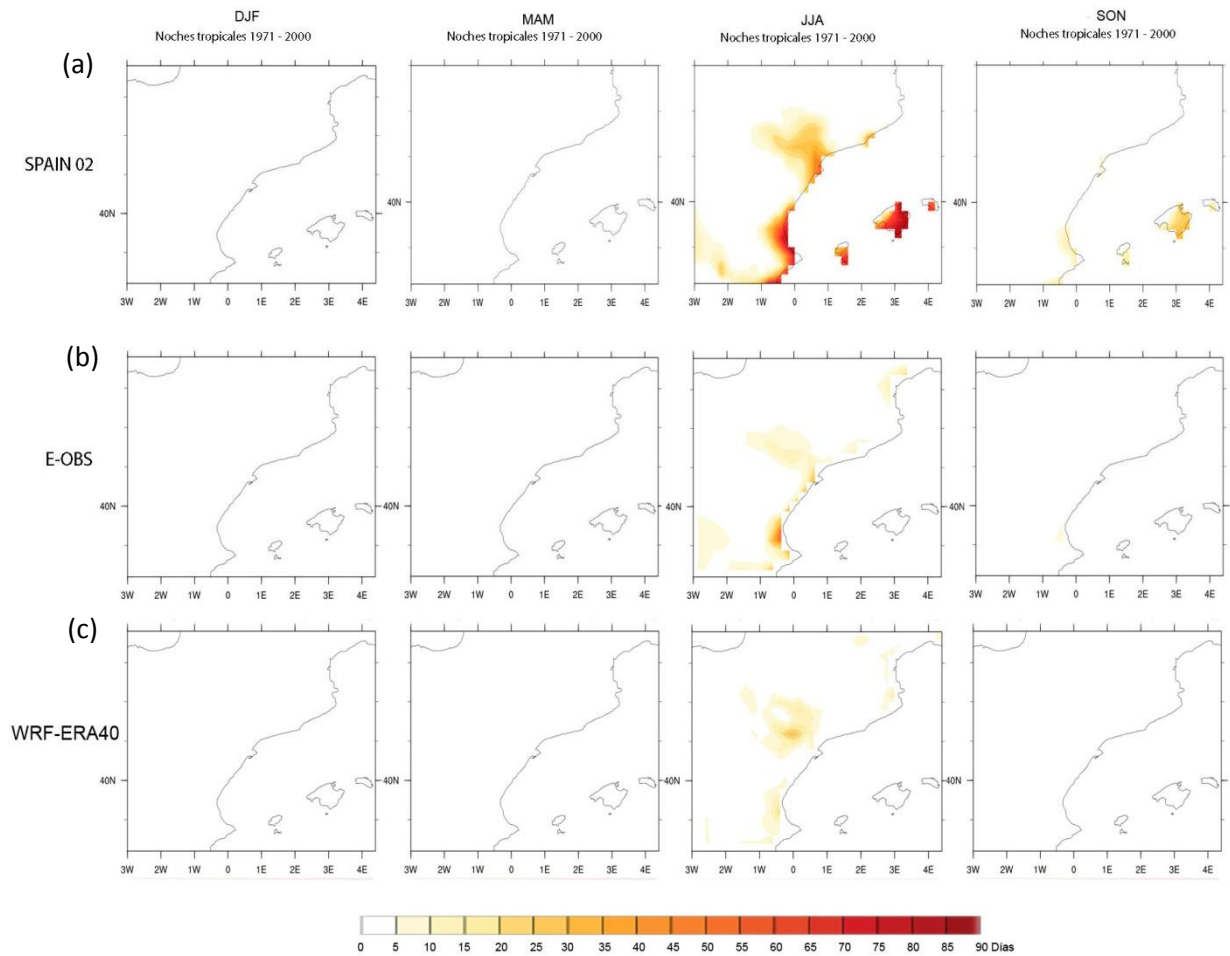 DJF MAM JJA SON
Noches tropicales 1971 - 2000 Noches tropicales 1971 - 2000 Noches tropicales 1971 - 2000 Noches tropicales 1971 - 2000
(a)
SPAIN 02
40N 40N 40N 40N
3W 2W 1W 0 1E 2E 3E 4E 3W 2W 1W 0 1E 2E 3E 4E 3W 2W 1W 0 1E 2E 3E 4E 3W 2W 1W 0 1E 2E 3E 4E
(b)
E-OBS
40N 40N 40N 40N
3W 2W 1W 0 1E 2E 3E 4E 3W 2W 1W 0 1E 2E 3E 4E 3W 2W 1W 0 1E 2E 3E 4E 3W 2W 1W 0 1E 2E 3E 4E
(c)
WRF-ERA40
40N 40N 40N 40N
3W 2W 1W 0 1E 2E 3E 4E 3W 2W 1W 0 1E 2E 3E 4E 3W 2W 1W 0 1E 2E 3E 4E 3W 2W 1W 0 1E 2E 3E 4E
0 5 10 15 20 25 30 35 40 45 50 55 60 65 70 75 80 85 90 Días